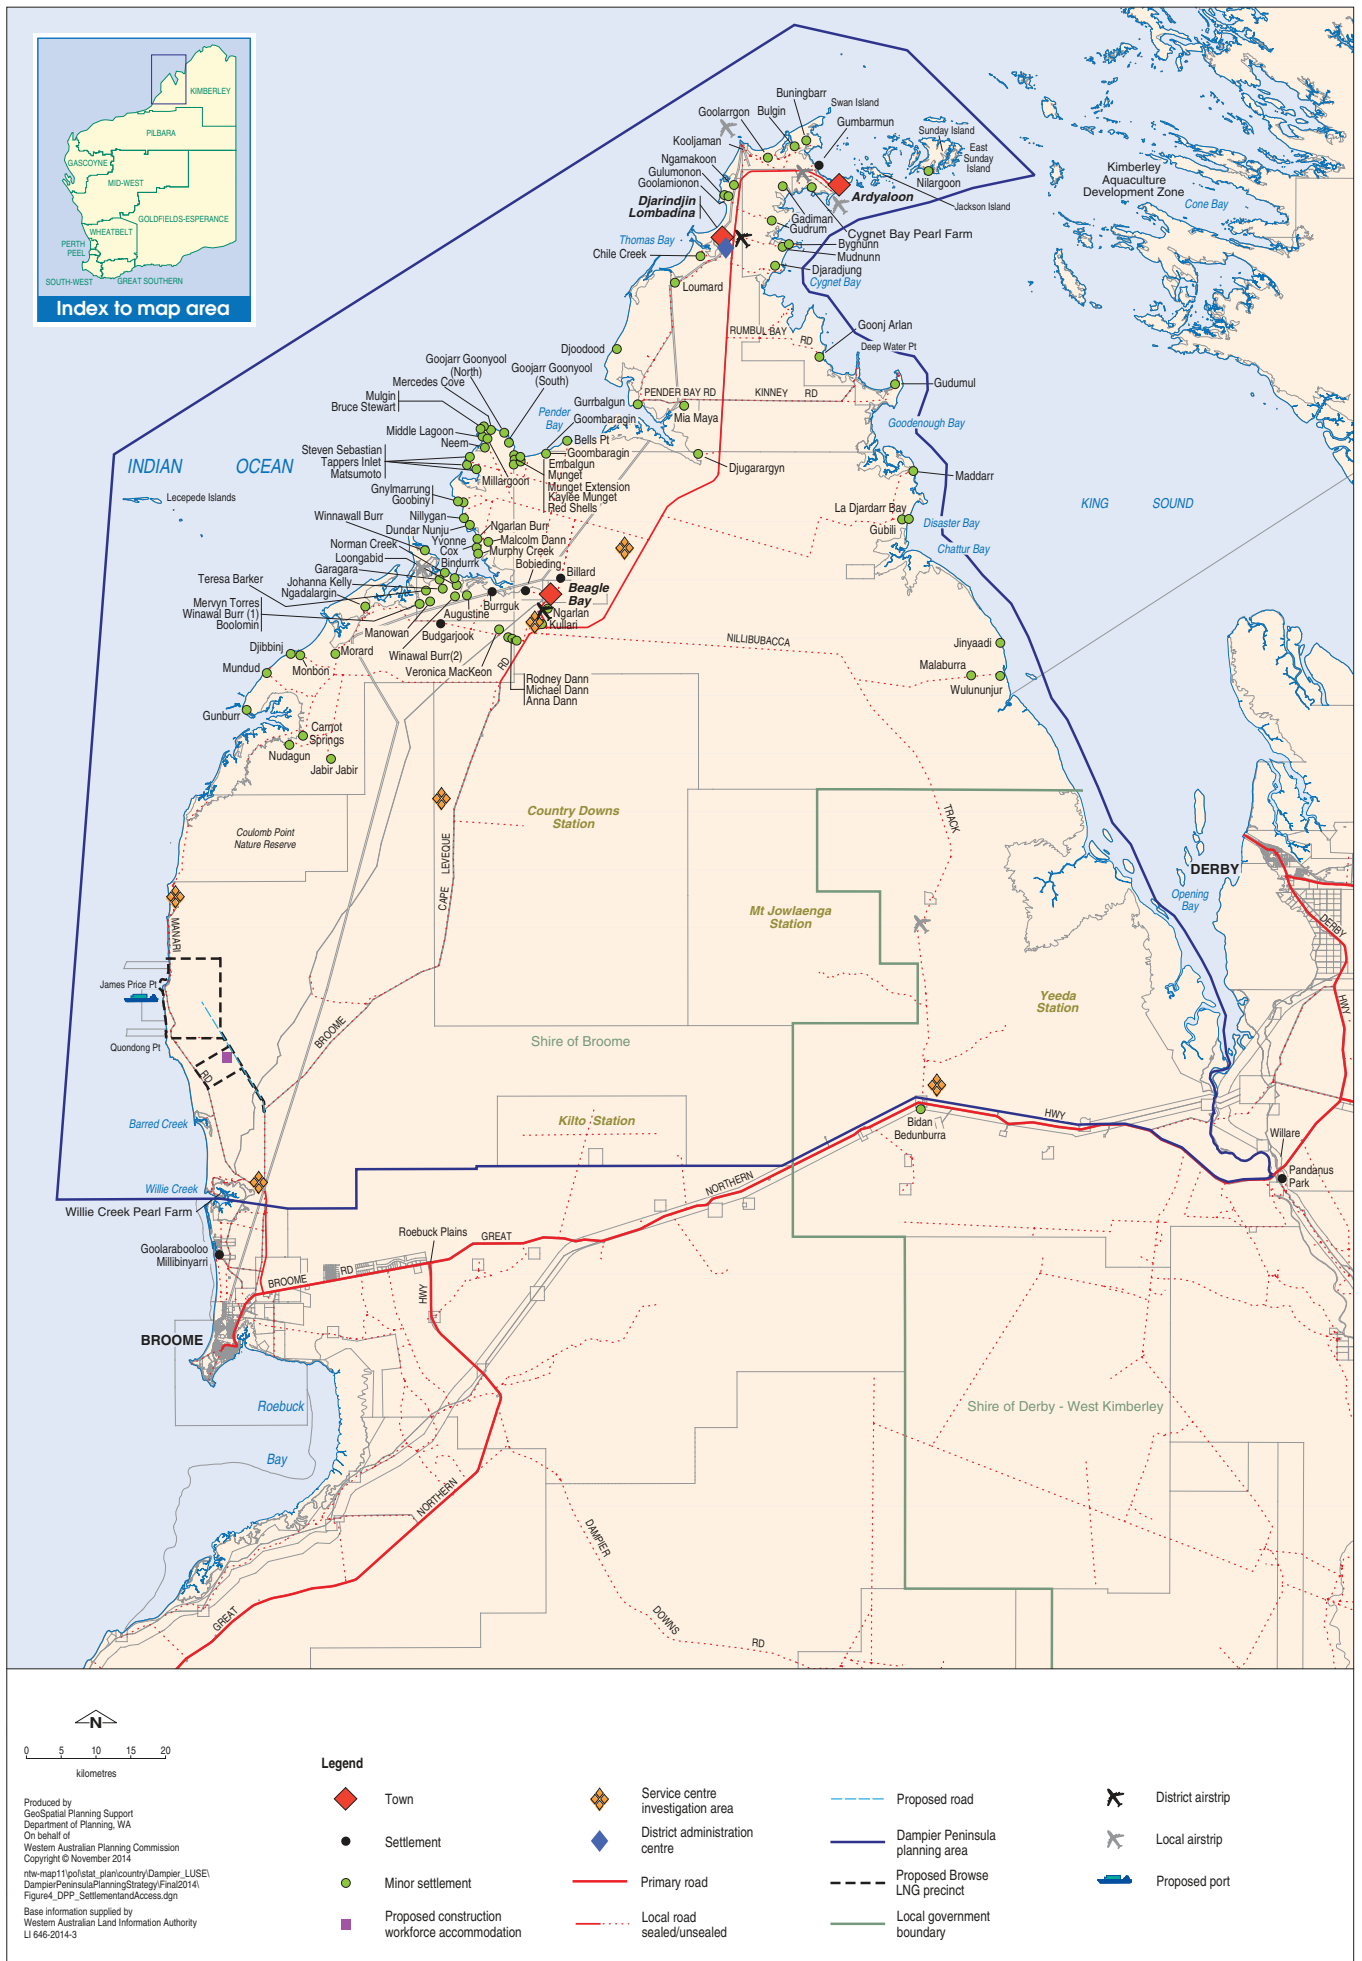 KIMBERLEY
PILBARA
GASCOYNE
MID-WEST
GOLDFIELDS-ESPERANCE
WHEATBELT
PERTH
PEEL
SOUTH-WEST
GREAT SOUTHERN
Index to map area
Buningbarr
Swan Island
Goolarrgon
Bulgin
Gumbarmun
Kooljaman
Sunday Island
East
Sunday
Island
Ngamakoon
Gulumonon
Goolamionon
Nilargoon
Kimberley
Aquaculture
Development Zone
Cone Bay
Djarindjin
Lombadina
Ardyaloon
Jackson Island
Gadiman
Gudrum
Cygnet Bay Pearl Farm
Thomas Bay
Bygnunn
Mudnunn
Chile Creek
Djaradjung
Cygnet Bay
Loumard
RUMBUL BAY
RD
Goonj Arlan
Deep Water Pt
Djoodood
Goojarr Goonyool
(North)
Goojarr Goonyool
(South)
Mercedes Cove
Gudumul
PENDER BAY RD
KINNEY
RD
Mulgin
Bruce Stewart
Gurrbalgun
Mia Maya
Pender
Bay
Goombaragin
Goodenough Bay
Middle Lagoon
Neem
Bells Pt
Steven Sebastian
Tappers Inlet
Matsumoto
Goombaragin
Embalgun
Munget
Munget Extension
Kaylee Munget
Red Shells
Djugarargyn
INDIAN OCEAN
Maddarr
Millargoon
Lecepede Islands
Gnylmarrung
Goobiny
KING SOUND
La Djardarr Bay
Winnawall Burr
Nillygan
Disaster Bay
Dundar Nunju
Ngarlan Burr
Gubili
Norman Creek
Yvonne
Malcolm Dann
Chattur Bay
Loongabid
Cox
Murphy Creek
Garagara
Bindurrk
Bobieding
Teresa Barker
Johanna Kelly
Billard
Ngadalargin
Beagle
Bay
Mervyn Torres
Winawal Burr (1)
Boolomin
Burrguk
Augustine
Ngarlan
Kullari
Manowan
Budgarjook
NILLIBUBACCA
Jinyaadi
Djibbinj
Morard
Winawal Burr(2)
Mundud
Monbon
Veronica MacKeon
RD
Malaburra
Wulununjur
Rodney Dann
Michael Dann
Anna Dann
Gunburr
Carnot
Springs
Nudagun
Jabir Jabir
Country Downs
Station
TRACK
Coulomb Point
Nature Reserve
CAPE LEVEQUE
DERBY
Opening
Bay
Mt Jowlaenga
Station
DERBY
HWY
MANARI
James Price Pt
Yeeda
Station
Quondong Pt
BROOME
Shire of Broome
RD
Barred Creek
Kilto Station
HWY
Bidan
Bedunburra
Willare
Pandanus
Park
Willie Creek
NORTHERN
Willie Creek Pearl Farm
Roebuck Plains
GREAT
Goolarabooloo
Millibinyarri
BROOME
RD
HWY
BROOME
Roebuck
Bay
Shire of Derby - West Kimberley
NORTHERN
DAMPIER
DOWNS
RD
GREAT
N
0 5 10 15 20
kilometres
Produced by
GeoSpatial Planning Support
Department of Planning, WA
On behalf of
Western Australian Planning Commission
Copyright © November 2014
ntw-map11\pol\stat_plan\country\Dampier_LUSE\
DampierPeninsulaPlanningStrategy\Final2014\
Figure4_DPP_SettlementandAccess.dgn
Base information supplied by
Western Australian Land Information Authority
LI 646-2014-3
Legend
Town
Settlement
Minor settlement
Proposed construction
workforce accommodation
Service centre
investigation area
District administration
centre
Primary road
Local road
sealed/unsealed
Proposed road
Dampier Peninsula
planning area
Proposed Browse
LNG precinct
Local government
boundary
District airstrip
Local airstrip
Proposed port